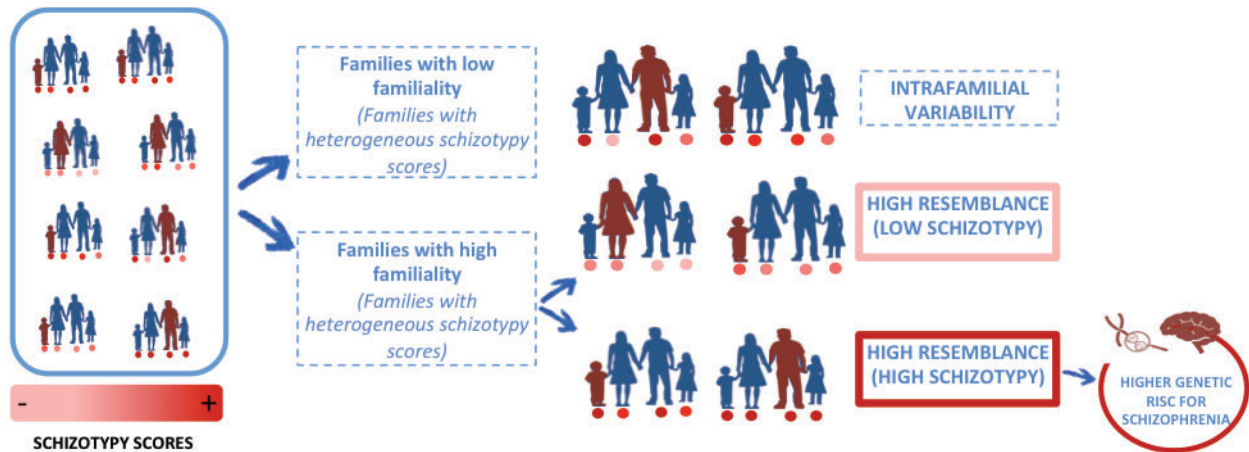 Families with low
familiality
(Families with
heterogeneous schizotypy
scores)
INTRAFAMILIAL
VARIABILITY
HIGH RESEMBLANCE
(LOW SCHIZOTYPY)
Families with high
familiality
(Families with
heterogeneous schizotypy
scores)
HIGH RESEMBLANCE
(HIGH SCHIZOTYPY)
HIGHER GENETIC
RISC FOR
SCHIZOPHRENIA
- +
SCHIZOTYPY SCORES